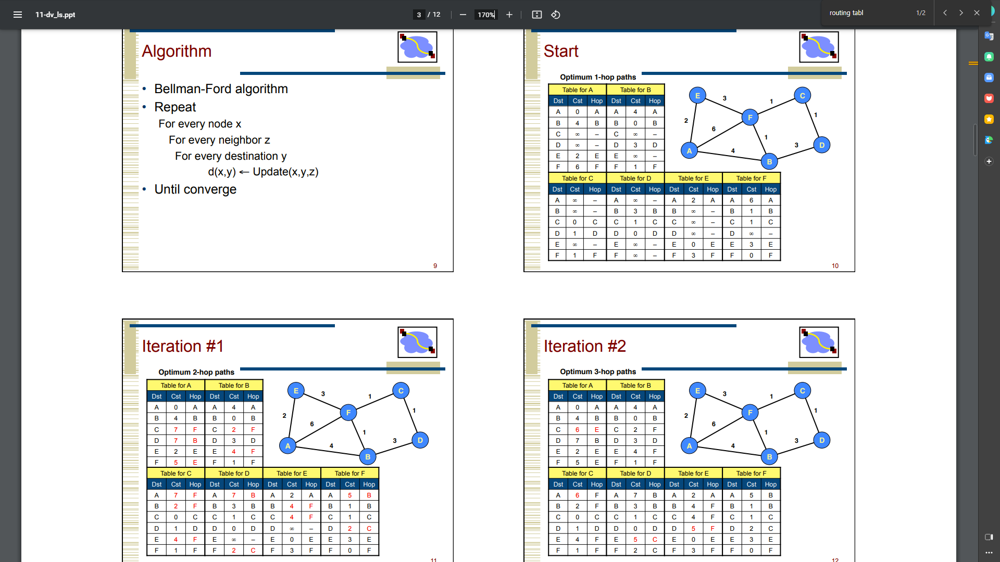 11-dv_ls.ppt
3 / 12
170%
routing tabl
1/2
Algorithm
• Bellman-Ford algorithm
• Repeat
For every node x
For every neighbor z
For every destination y
d(x,y) ← Update(x,y,z)
• Until converge
9
Start
Optimum 1-hop paths
Table for A Table for B
Dst Cst Hop Dst Cst Hop
A 0 A A 4 A
B 4 B B 0 B
C ∞ – C ∞ –
D ∞ – D 3 D
E 2 E E ∞ –
F 6 F F 1 F
Table for C Table for D Table for E Table for F
Dst Cst Hop Dst Cst Hop Dst Cst Hop Dst Cst Hop
A ∞ – A ∞ – A 2 A A 6 A
B ∞ – B 3 B B ∞ – B 1 B
C 0 C C 1 C C ∞ – C 1 C
D 1 D D 0 D D ∞ – D ∞ –
E ∞ – E ∞ – E 0 E E 3 E
F 1 F F ∞ – F 3 F F 0 F
E 3 1 C
F 1
2 6 1
A 4 3 D
B
10
Iteration #1
Optimum 2-hop paths
Table for A Table for B
Dst Cst Hop Dst Cst Hop
A 0 A A 4 A
B 4 B B 0 B
C 7 F C 2 F
D 7 B D 3 D
E 2 E E 4 F
F 5 E F 1 F
Table for C Table for D Table for E Table for F
Dst Cst Hop Dst Cst Hop Dst Cst Hop Dst Cst Hop
A 7 F A 7 B A 2 A A 5 B
B 2 F B 3 B B 4 F B 1 B
C 0 C C 1 C C 4 F C 1 C
D 1 D D 0 D D ∞ – D 2 C
E 4 F E ∞ – E 0 E E 3 E
F 1 F F 2 C F 3 F F 0 F
E 3 1 C
F 1
2 6 1
A 4 3 D
B
11
Iteration #2
Optimum 3-hop paths
Table for A Table for B
Dst Cst Hop Dst Cst Hop
A 0 A A 4 A
B 4 B B 0 B
C 6 E C 2 F
D 7 B D 3 D
E 2 E E 4 F
F 5 E F 1 F
Table for C Table for D Table for E Table for F
Dst Cst Hop Dst Cst Hop Dst Cst Hop Dst Cst Hop
A 6 F A 7 B A 2 A A 5 B
B 2 F B 3 B B 4 F B 1 B
C 0 C C 1 C C 4 F C 1 C
D 1 D D 0 D D 5 F D 2 C
E 4 F E 5 C E 0 E E 3 E
F 1 F F 2 C F 3 F F 0 F
E 3 1 C
F 1
2 6 1
A 4 3 D
B
12